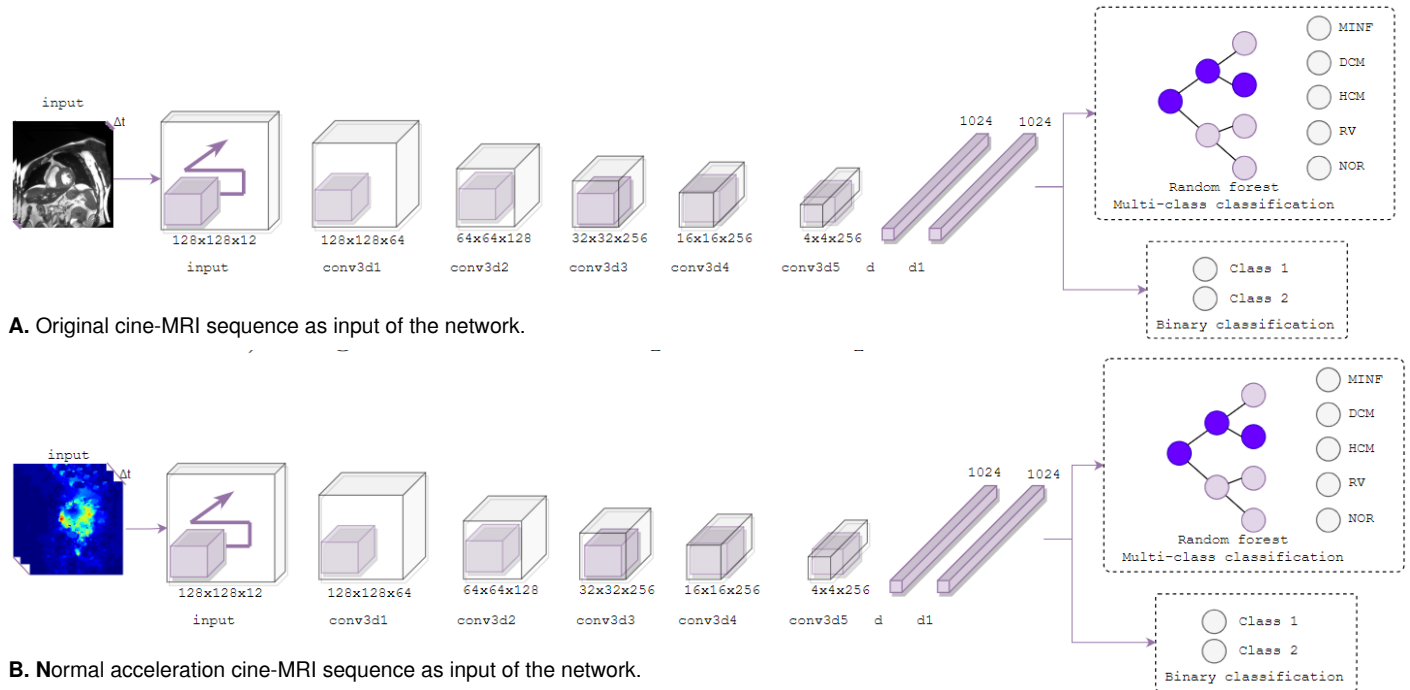 input
Δt
128x128x12
input
128x128x64
conv3d1
64x64x128
conv3d2
32x32x256
conv3d3
16x16x256
conv3d4
4x4x256
conv3d5
d
d1
1024
1024
MINF
DCM
HCM
RV
NOR
Random forest
Multi-class classification
Class 1
Class 2
Binary classification
A. Original cine-MRI sequence as input of the network.
input
Δt
128x128x12
input
128x128x64
conv3d1
64x64x128
conv3d2
32x32x256
conv3d3
16x16x256
conv3d4
4x4x256
conv3d5
d
d1
1024
1024
MINF
DCM
HCM
RV
NOR
Random forest
Multi-class classification
Class 1
Class 2
Binary classification
B. Normal acceleration cine-MRI sequence as input of the network.